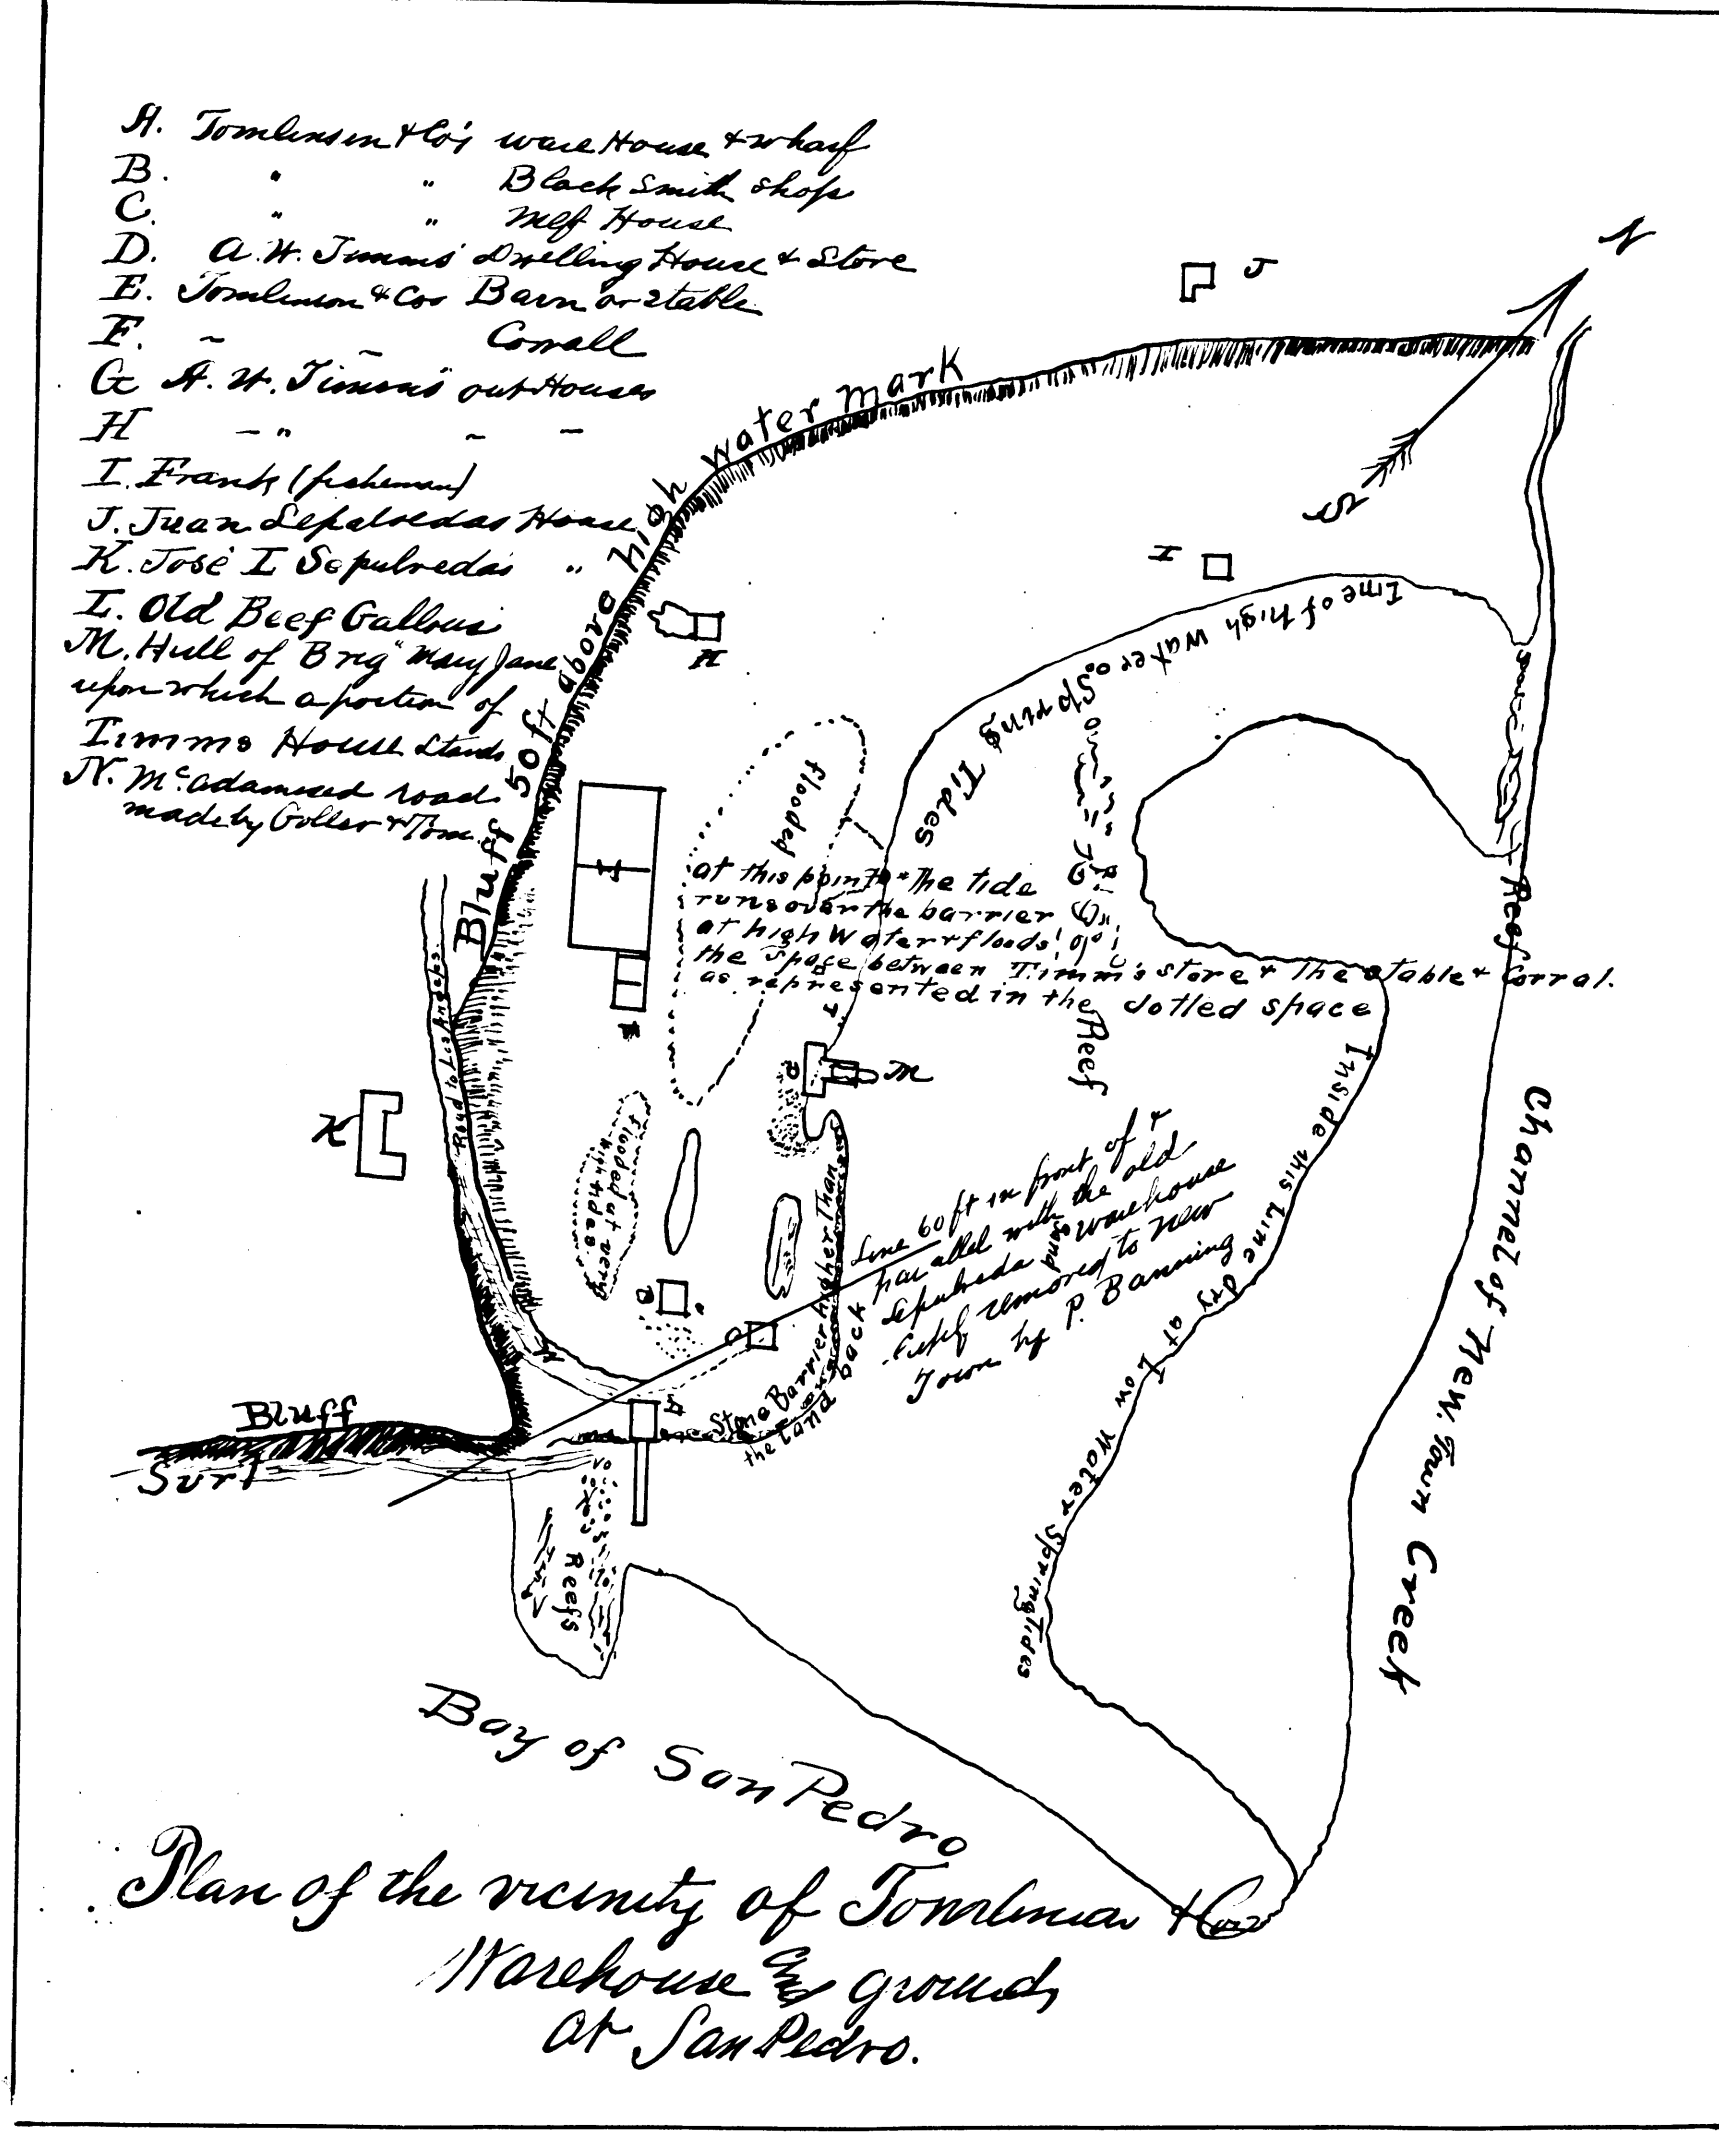 A. Tomlinson & Co's ware House & wharf
B. " " Black Smith Shop
C. " " House
D. A. W. Timms' Dwelling House & Store
E. Tomlinson & Cos Barn or stable
F. " " Corrall
G A. W. Timms' out Houses
H — " ~ —
I. Frank (fisherman)
J. Juan Sepulvedas House
K. José I Sepulvedas "
L. Old Beef Gallows
M. Hull of Brig "Mary Jane
upon which a portion of
Timms House Stands
N. McAdamised road
made by Goller & Tom
N
S
J
I
H
F
E
K
D
M
L
B
C
A
N
Bluff 50 ft above high water mark
Line of high water of Spring Tides
flooded
at this point the tide
runs over the barrier
at high Water & floods
the space between Timm's store & the stable & Corral.
as represented in the dotted space
Reef
Reef
Road to Los Angeles
Flooded at very
high tides
Line 60 ft in front of &
parallel with the old
Sepulveda warehouse
removed to New
Town by P. Banning
Sand
Stone Barrier higher Than
the Land back
Inside this Line dry at Low Water Spring Tides
Channel of New Town Creek
Bluff
Surf
Rocks
Reefs
Bay of San Pedro
Plan of the vicinity of Tomlinson & Co's
Warehouse and grounds
at San Pedro.